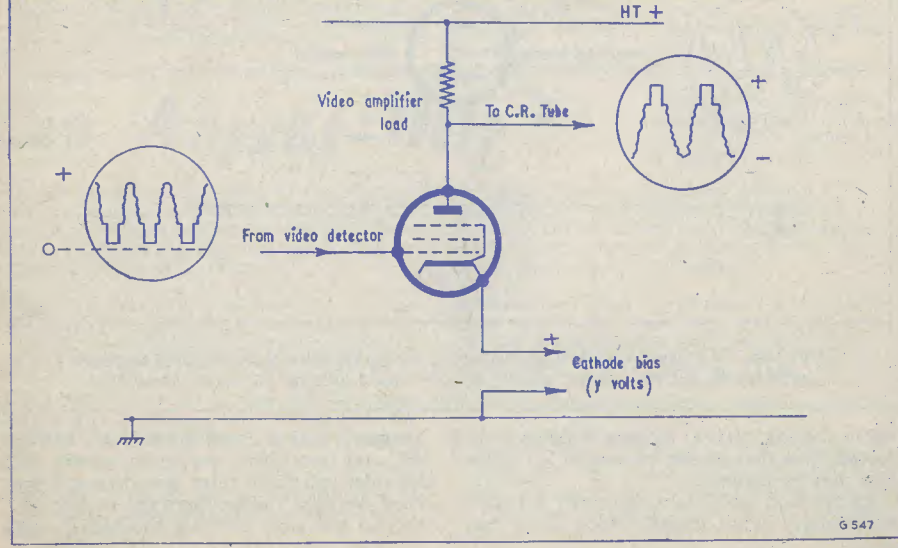 HT +
Video amplifier
load
To C.R. Tube
+
−
+
From video detector
+
Cathode bias
(y volts)
G 547